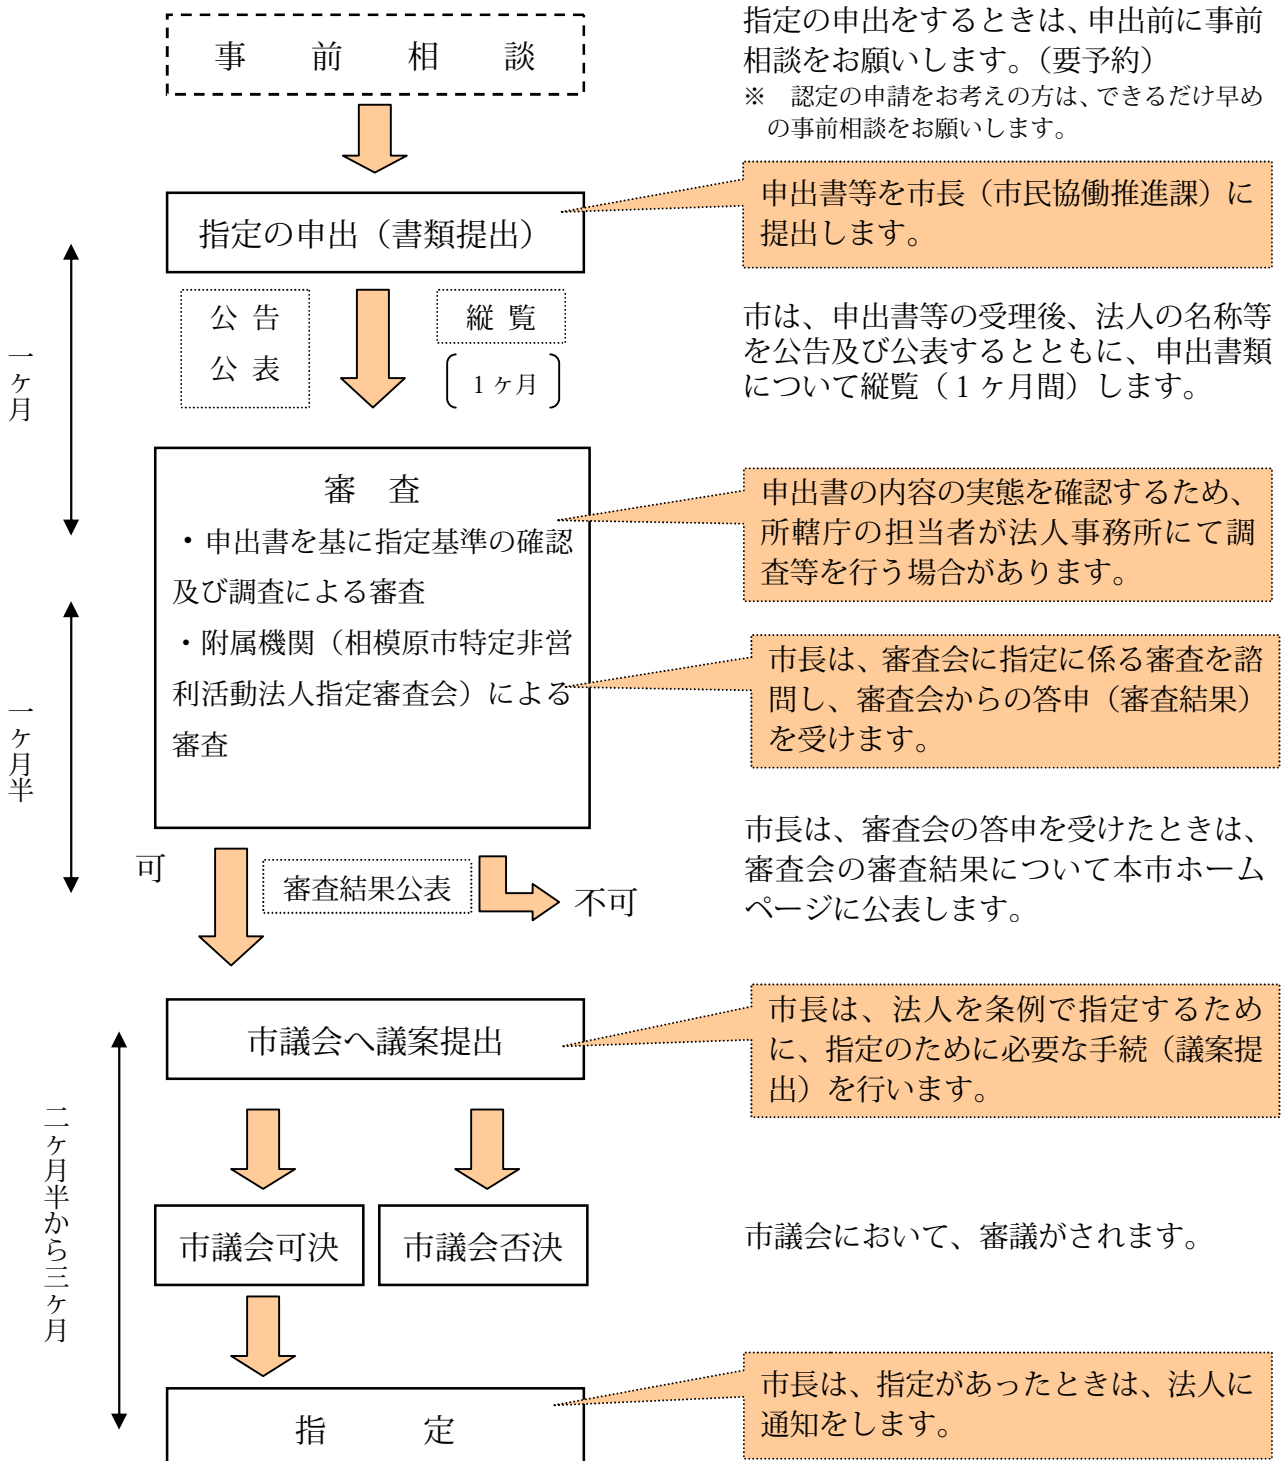 事　前　相　談
指定の申出をするときは、申出前に事前
相談をお願いします。（要予約）
※　認定の申請をお考えの方は、できるだけ早め
の事前相談をお願いします。
指定の申出（書類提出）
申出書等を市長（市民協働推進課）に
提出します。
一ヶ月
公 告
公 表
縦 覧
1 ヶ月
市は、申出書等の受理後、法人の名称等
を公告及び公表するとともに、申出書類
について縦覧（1 ヶ月間）します。
審　査
・申出書を基に指定基準の確認
及び調査による審査
・附属機関（相模原市特定非営
利活動法人指定審査会）による
審査
申出書の内容の実態を確認するため、
所轄庁の担当者が法人事務所にて調
査等を行う場合があります。
市長は、審査会に指定に係る審査を諮
問し、審査会からの答申（審査結果）
を受けます。
一ヶ月半
可
審査結果公表
不可
市長は、審査会の答申を受けたときは、
審査会の審査結果について本市ホーム
ページに公表します。
市議会へ議案提出
市長は、法人を条例で指定するため
に、指定のために必要な手続（議案提
出）を行います。
二ヶ月半から三ヶ月
市議会可決
市議会否決
市議会において、審議がされます。
指　　　定
市長は、指定があったときは、法人に
通知をします。